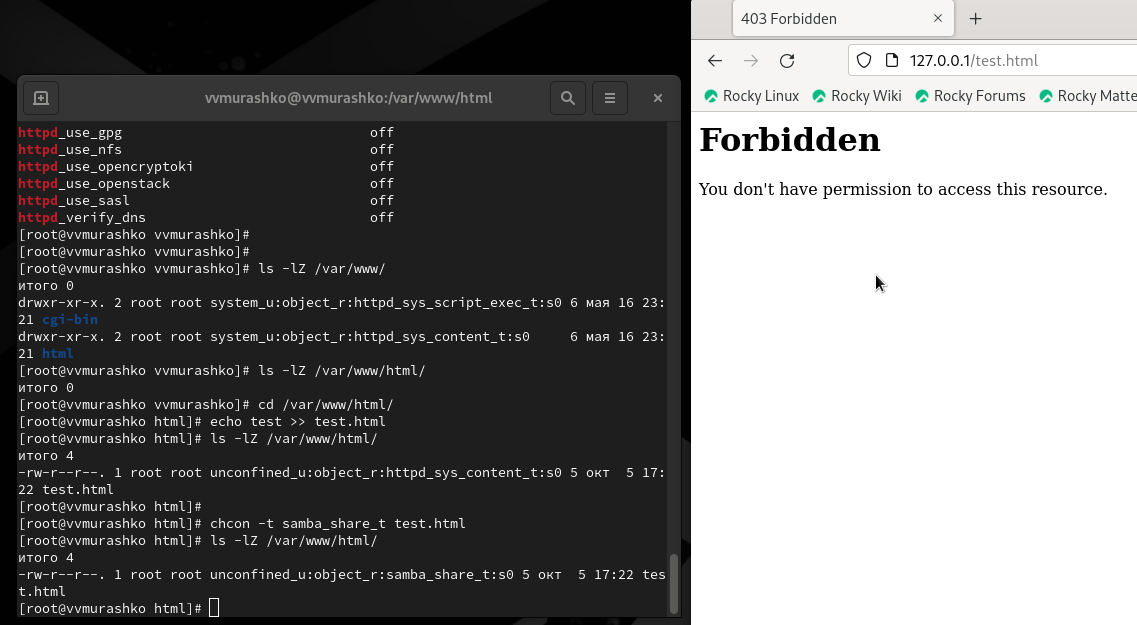 vvmurashko@vvmurashko:/var/www/html
httpd_use_gpg                               off
httpd_use_nfs                               off
httpd_use_opencryptoki                      off
httpd_use_openstack                         off
httpd_use_sasl                              off
httpd_verify_dns                            off
[root@vvmurashko vvmurashko]#
[root@vvmurashko vvmurashko]#
[root@vvmurashko vvmurashko]# ls -lZ /var/www/
итого 0
drwxr-xr-x. 2 root root system_u:object_r:httpd_sys_script_exec_t:s0 6 мая 16 23:
21 cgi-bin
drwxr-xr-x. 2 root root system_u:object_r:httpd_sys_content_t:s0     6 мая 16 23:
21 html
[root@vvmurashko vvmurashko]# ls -lZ /var/www/html/
итого 0
[root@vvmurashko vvmurashko]# cd /var/www/html/
[root@vvmurashko html]# echo test >> test.html
[root@vvmurashko html]# ls -lZ /var/www/html/
итого 4
-rw-r--r--. 1 root root unconfined_u:object_r:httpd_sys_content_t:s0 5 окт  5 17:
22 test.html
[root@vvmurashko html]#
[root@vvmurashko html]# chcon -t samba_share_t test.html
[root@vvmurashko html]# ls -lZ /var/www/html/
итого 4
-rw-r--r--. 1 root root unconfined_u:object_r:samba_share_t:s0 5 окт  5 17:22 tes
t.html
[root@vvmurashko html]#
403 Forbidden
127.0.0.1/test.html
Rocky Linux Rocky Wiki Rocky Forums Rocky Matte
Forbidden
You don't have permission to access this resource.